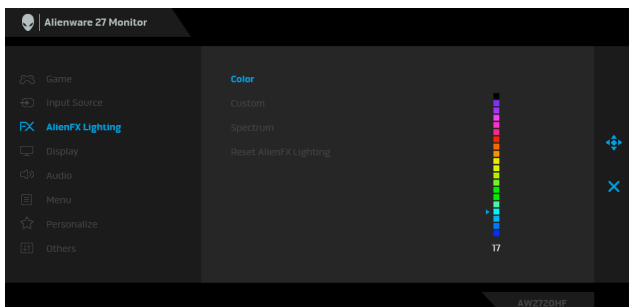 Alienware 27 Monitor
Game
Input Source
AlienFX Lighting
Display
Audio
Menu
Personalize
Others
Color
Custom
Spectrum
Reset AlienFX Lighting
17
AW2720HF